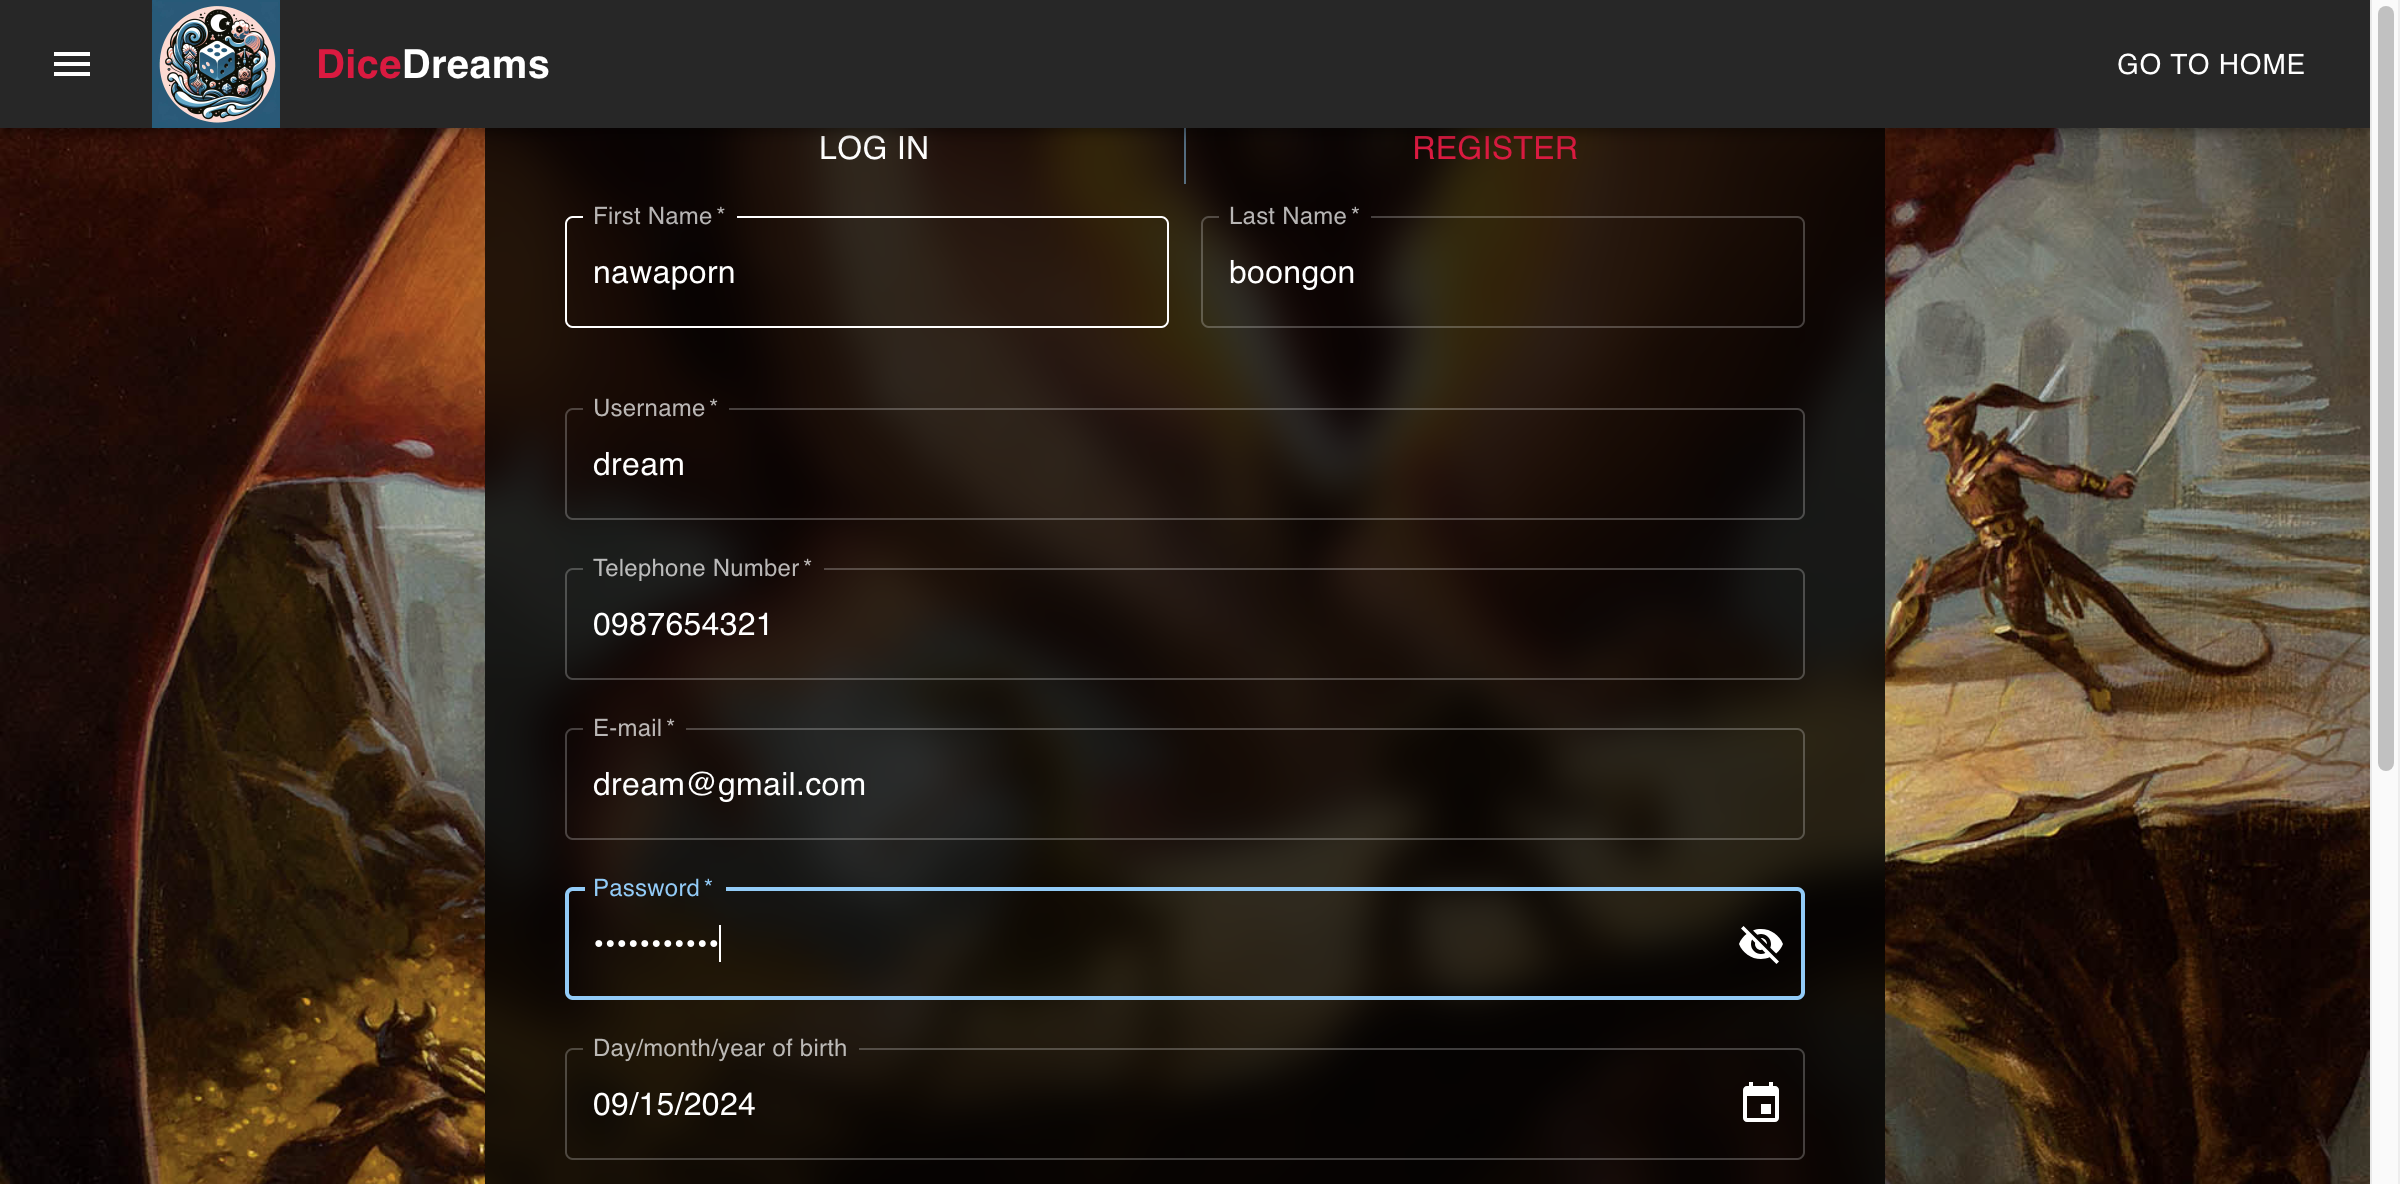 DiceDreams
GO TO HOME
LOG IN
REGISTER
First Name *
nawaporn
Last Name *
boongon
Username *
dream
Telephone Number *
0987654321
E-mail *
dream@gmail.com
Password *
•••••••••••
Day/month/year of birth
09/15/2024